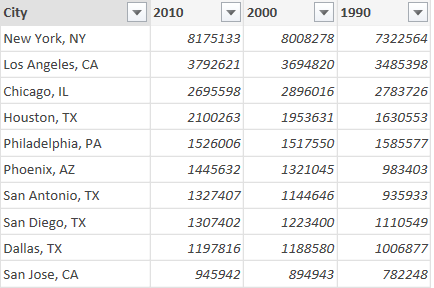 City 2010 2000 1990
New York, NY 8175133 8008278 7322564
Los Angeles, CA 3792621 3694820 3485398
Chicago, IL 2695598 2896016 2783726
Houston, TX 2100263 1953631 1630553
Philadelphia, PA 1526006 1517550 1585577
Phoenix, AZ 1445632 1321045 983403
San Antonio, TX 1327407 1144646 935933
San Diego, TX 1307402 1223400 1110549
Dallas, TX 1197816 1188580 1006877
San Jose, CA 945942 894943 782248